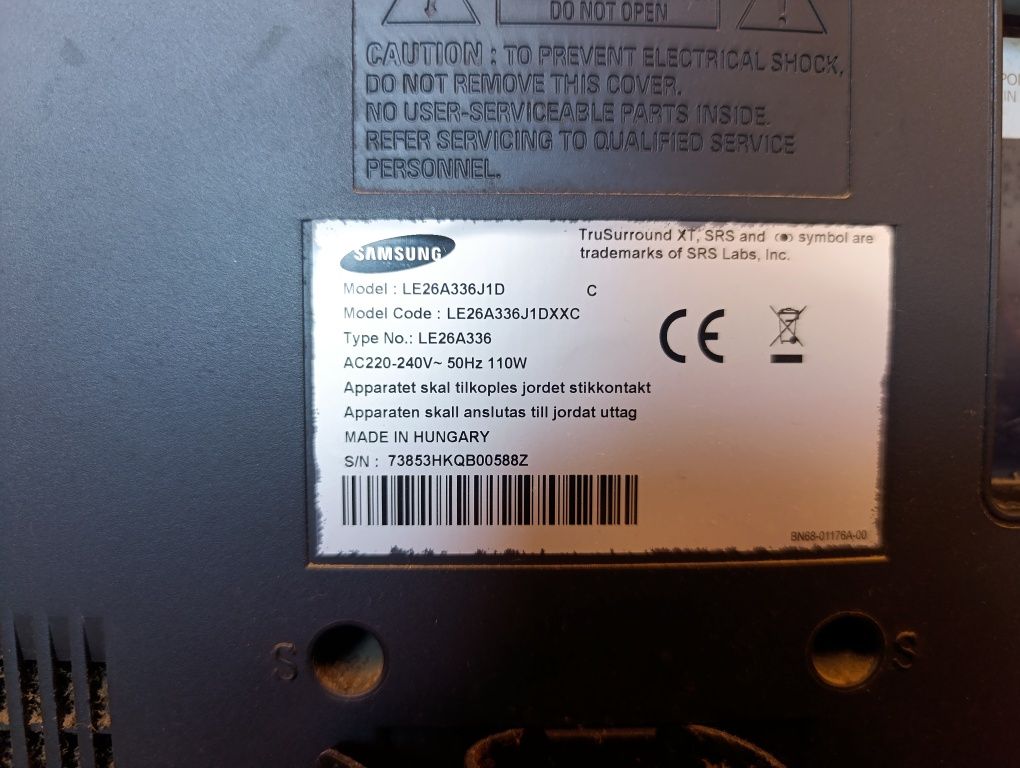 DO NOT OPEN
CAUTION : TO PREVENT ELECTRICAL SHOCK,
DO NOT REMOVE THIS COVER.
NO USER-SERVICEABLE PARTS INSIDE.
REFER SERVICING TO QUALIFIED SERVICE
PERSONNEL.
SAMSUNG
TruSurround XT, SRS and (●) symbol are
trademarks of SRS Labs, Inc.
Model : LE26A336J1D C
Model Code : LE26A336J1DXXC
Type No.: LE26A336
AC220-240V~ 50Hz 110W
Apparatet skal tilkoples jordet stikkontakt
Apparaten skall anslutas till jordat uttag
MADE IN HUNGARY
S/N : 73853HKQB00588Z
CE
BN68-01176A-00
S
S